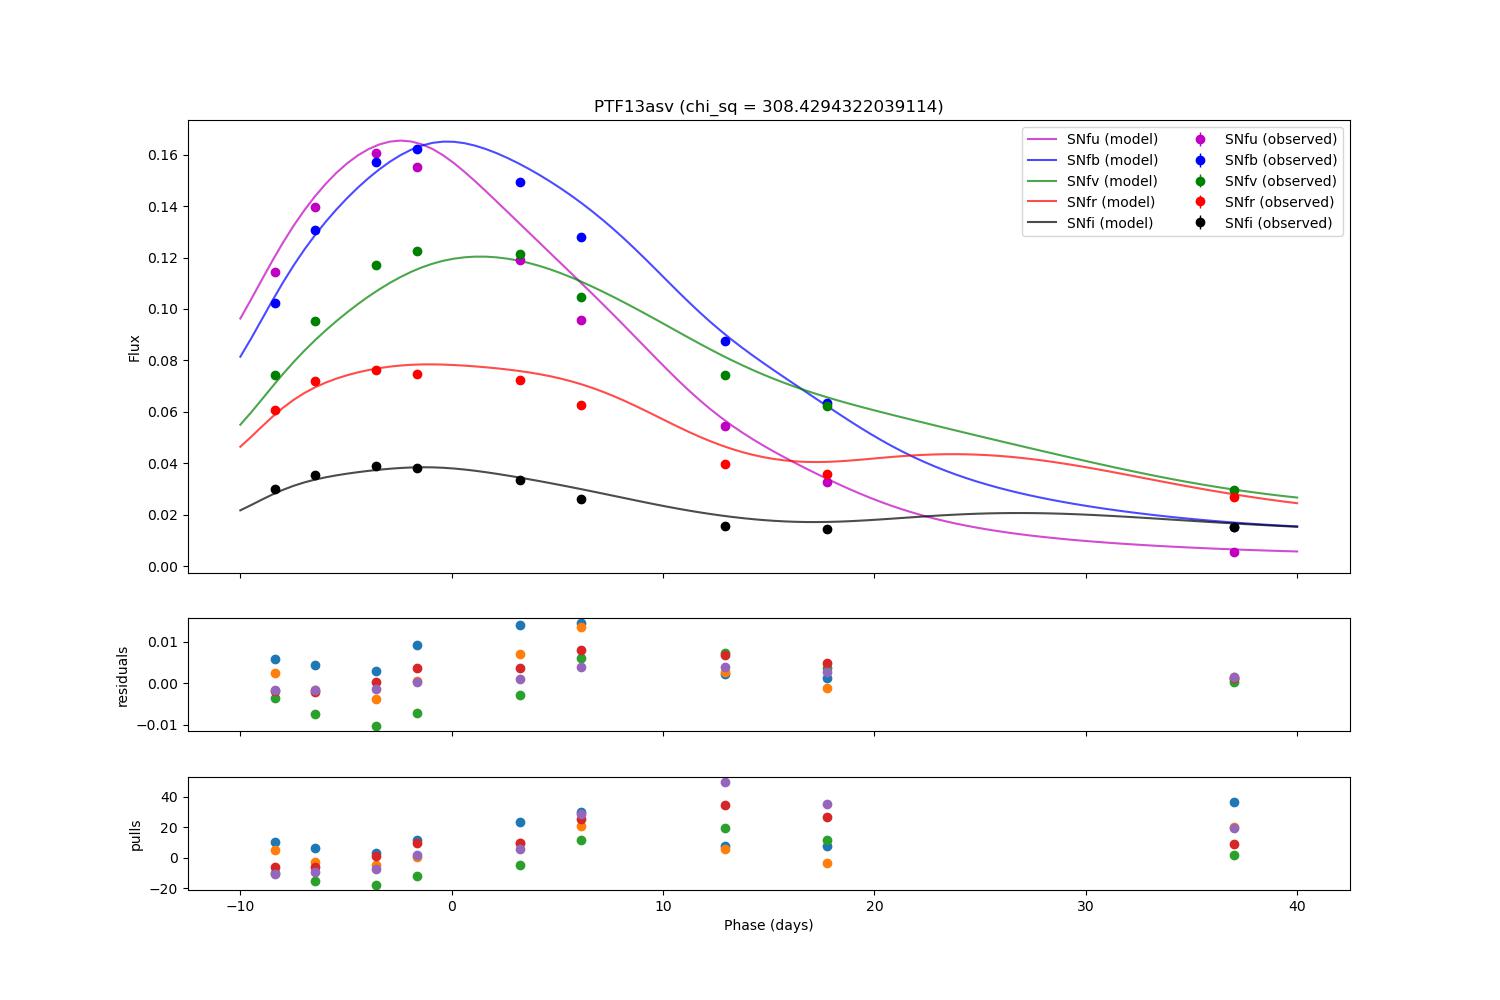 PTF13asv (chi_sq = 308.4294322039114)
SNfu (model) SNfu (observed)
SNfb (model) SNfb (observed)
SNfv (model) SNfv (observed)
SNfr (model) SNfr (observed)
SNfi (model) SNfi (observed)
0.16
0.14
0.12
0.10
0.08
0.06
0.04
0.02
0.00
Flux
0.01
0.00
−0.01
residuals
40
20
0
−20
pulls
−10 0 10 20 30 40
Phase (days)